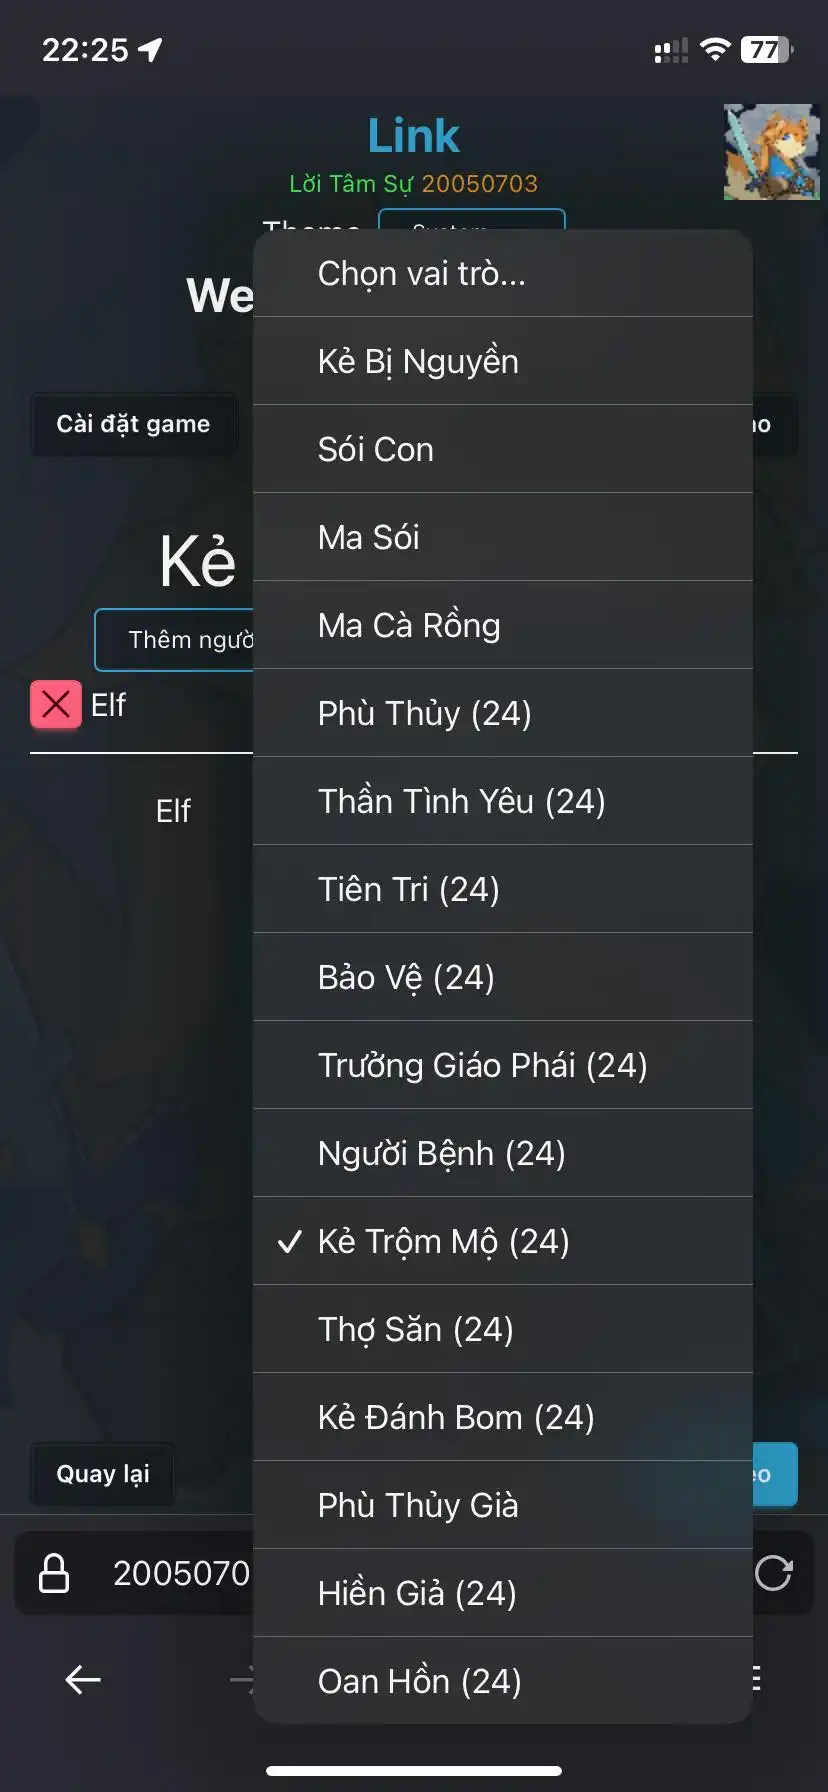 22:25
77
Link
Lời Tâm Sự 20050703
Chọn vai trò...
We
Kẻ Bị Nguyền
Cài đặt game
Sói Con
Ma Sói
Kẻ
Ma Cà Rồng
Thêm
Elf
Phù Thủy (24)
Elf
Thần Tình Yêu (24)
Tiên Tri (24)
Bảo Vệ (24)
Trưởng Giáo Phái (24)
Người Bệnh (24)
Kẻ Trộm Mộ (24)
Thợ Săn (24)
Kẻ Đánh Bom (24)
Quay lại
Phù Thủy Già
2005070
Hiền Giả (24)
Oan Hồn (24)